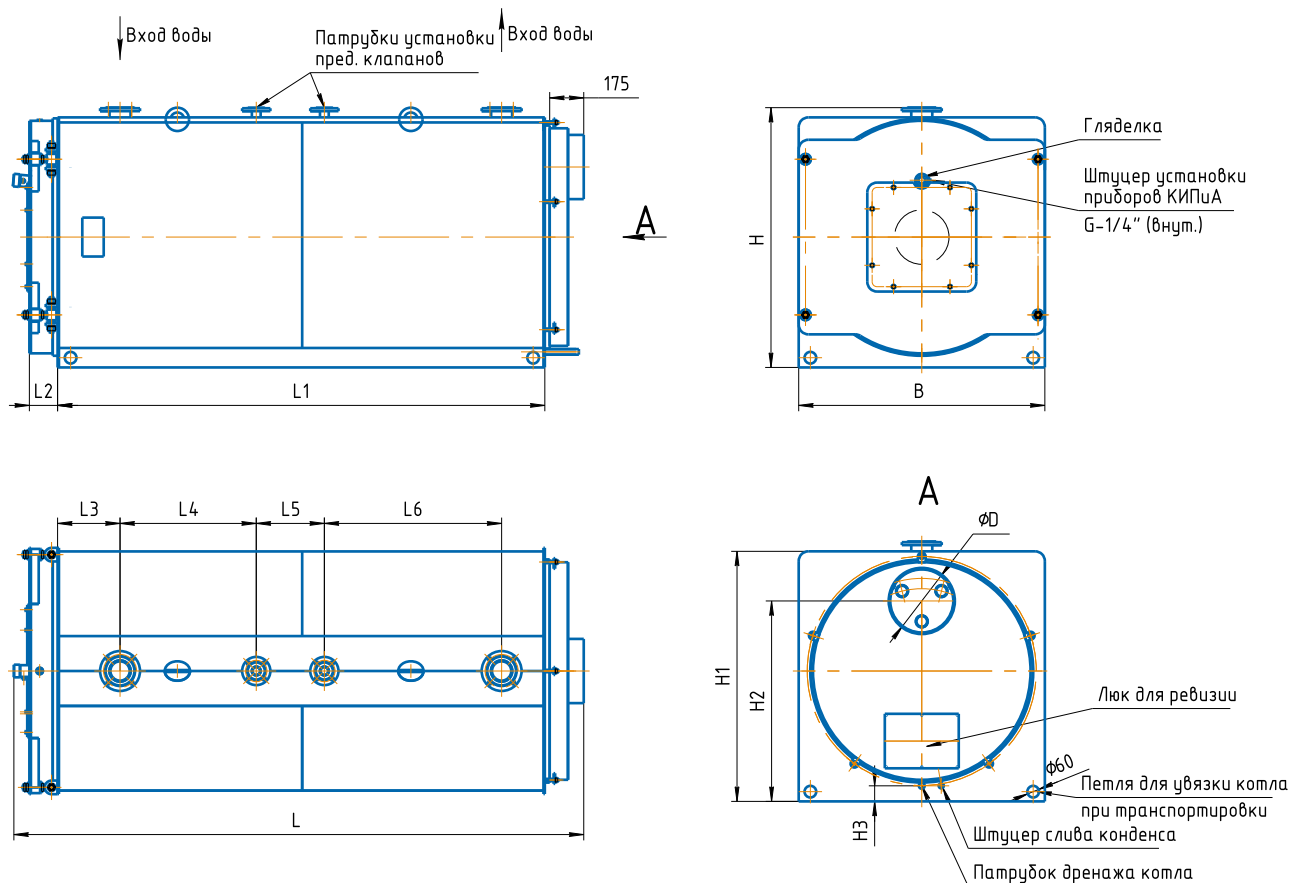 Вход воды
Патрубки установки
пред. клапанов
Вход воды
175
А
L2
L1
H
Гляделка
Штуцер установки
приборов КИПиА
G-1/4" (внут.)
B
L3
L4
L5
L6
L
А
⌀D
H1
H2
H3
Люк для ревизии
⌀60
Петля для увязки котла
при транспортировки
Штуцер слива конденса
Патрубок дренажа котла